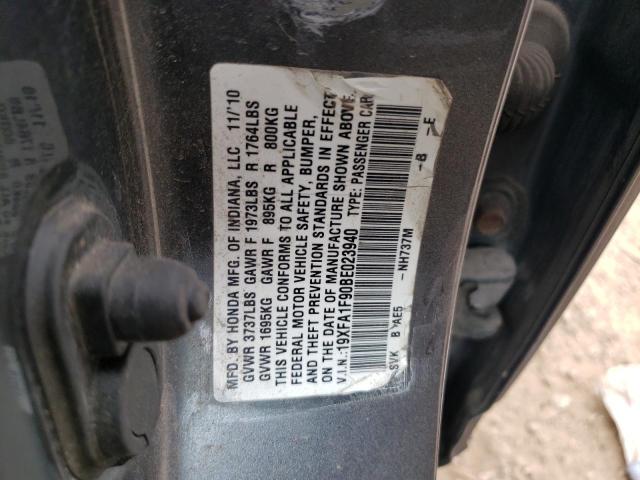 MFD. BY HONDA MFG. OF INDIANA, LLC 11/10
GVWR 3737LBS GAWR F 1973LBS R 1764LBS
GVWR 1695KG GAWR F 895KG R 800KG
THIS VEHICLE CONFORMS TO ALL APPLICABLE
FEDERAL MOTOR VEHICLE SAFETY, BUMPER,
AND THEFT PREVENTION STANDARDS IN EFFECT
ON THE DATE OF MANUFACTURE SHOWN ABOVE.
V.I.N.: 19XFA1F90BE023940 TYPE: PASSENGER CAR
SVK B YAE5 - NH737M - B - E